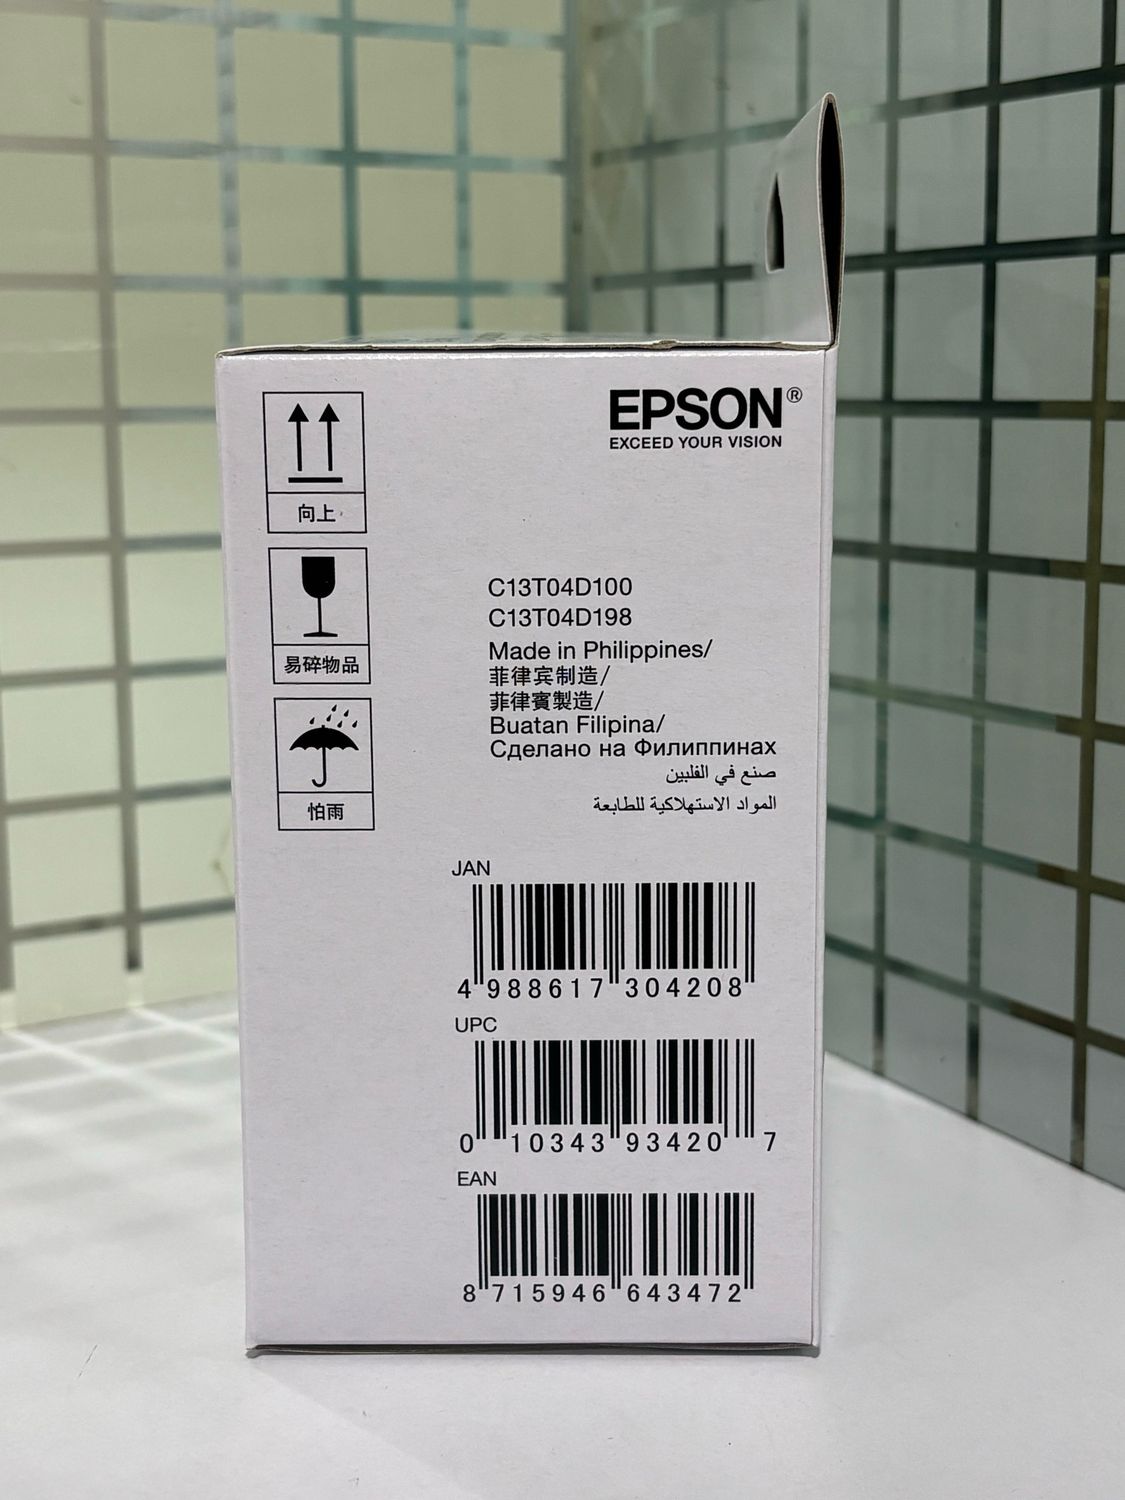 EPSON®
EXCEED YOUR VISION
向上
易碎物品
怕雨
C13T04D100
C13T04D198
Made in Philippines/
菲律宾制造/
菲律賓製造/
Buatan Filipina/
Сделано на Филиппинах
صنع في الفلبين
المواد الاستهلاكية للطابعة
JAN
4 988617 304208
UPC
0 10343 93420 7
EAN
8 715946 643472